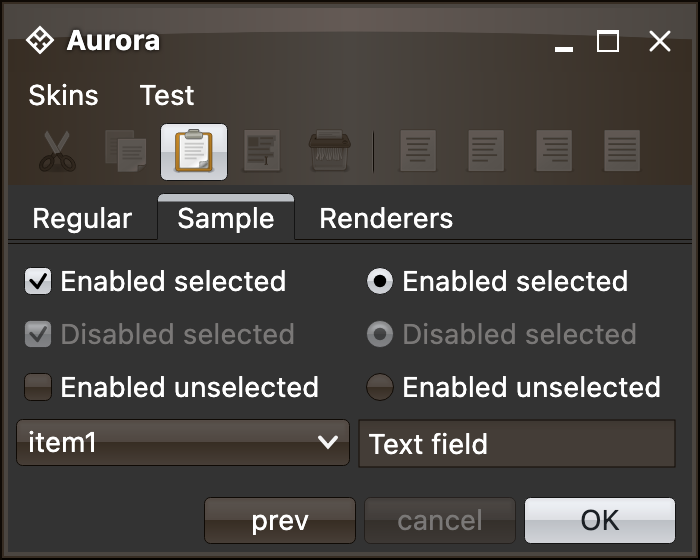 Aurora
Skins Test
Regular Sample Renderers
Enabled selected Enabled selected
Disabled selected Disabled selected
Enabled unselected Enabled unselected
item1 Text field
prev cancel OK